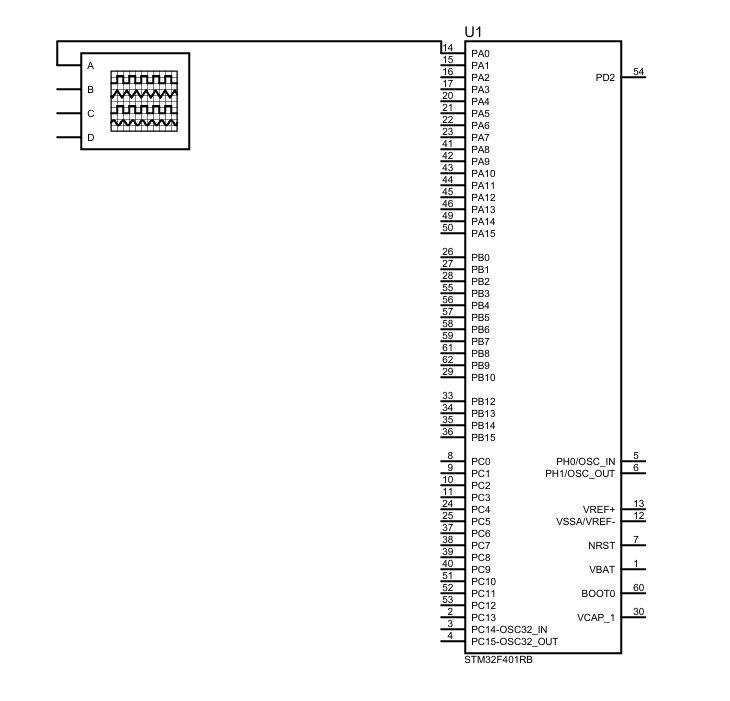 U1
A
B
C
D
14 PA0
15 PA1
16 PA2
17 PA3
20 PA4
21 PA5
22 PA6
23 PA7
41 PA8
42 PA9
43 PA10
44 PA11
45 PA12
46 PA13
49 PA14
50 PA15
PD2 54
26 PB0
27 PB1
28 PB2
55 PB3
56 PB4
57 PB5
58 PB6
59 PB7
61 PB8
62 PB9
29 PB10
33 PB12
34 PB13
35 PB14
36 PB15
8 PC0
9 PC1
10 PC2
11 PC3
24 PC4
25 PC5
37 PC6
38 PC7
39 PC8
40 PC9
51 PC10
52 PC11
53 PC12
2 PC13
3 PC14-OSC32_IN
4 PC15-OSC32_OUT
PH0/OSC_IN 5
PH1/OSC_OUT 6
VREF+ 13
VSSA/VREF- 12
NRST 7
VBAT 1
BOOT0 60
VCAP_1 30
STM32F401RB